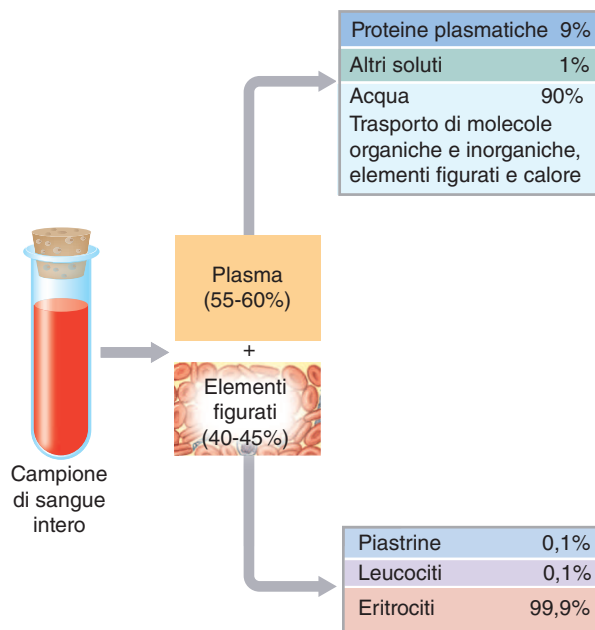 Proteine plasmatiche 9%
Altri soluti 1%
Acqua 90%
Trasporto di molecole
organiche e inorganiche,
elementi figurati e calore
Plasma
(55-60%)
+
Elementi
figurati
(40-45%)
Campione
di sangue
intero
Piastrine 0,1%
Leucociti 0,1%
Eritrociti 99,9%